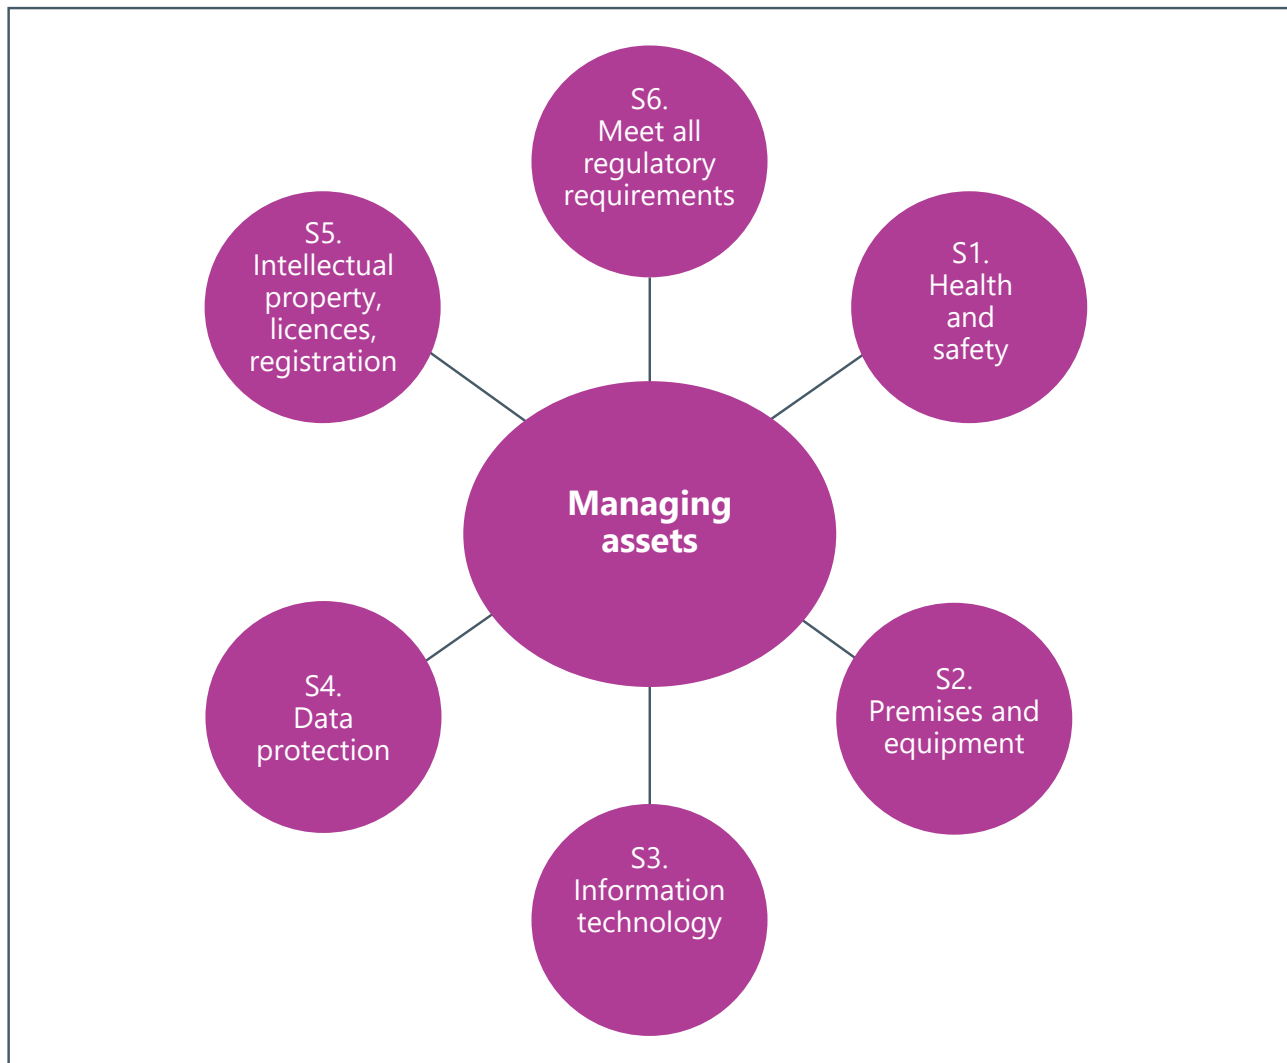 S6.
Meet all
regulatory
requirements
S1.
Health
and
safety
S5.
Intellectual
property,
licences,
registration
Managing
assets
S2.
Premises and
equipment
S4.
Data
protection
S3.
Information
technology